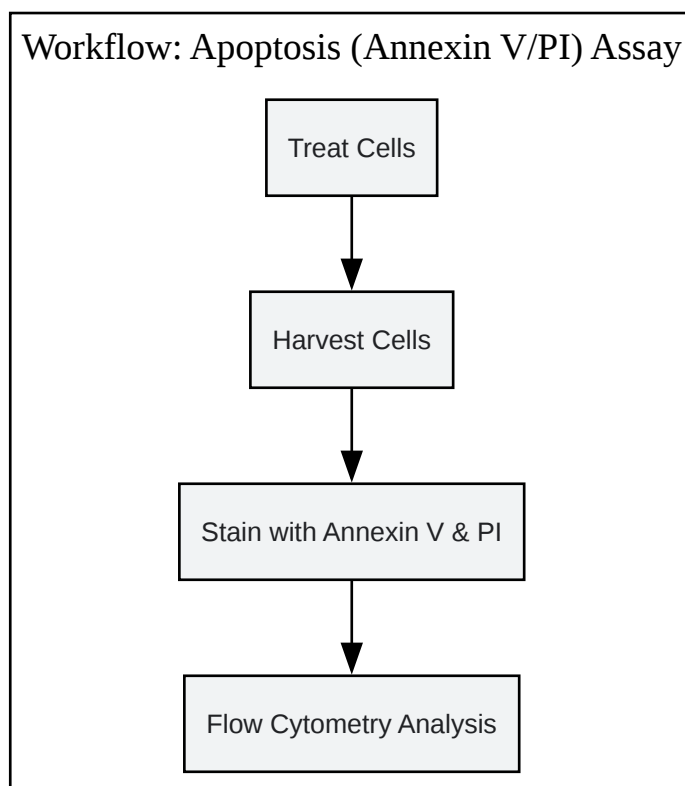 Workflow: Apoptosis (Annexin V/PI) Assay
Treat Cells
Harvest Cells
Stain with Annexin V & PI
Flow Cytometry Analysis